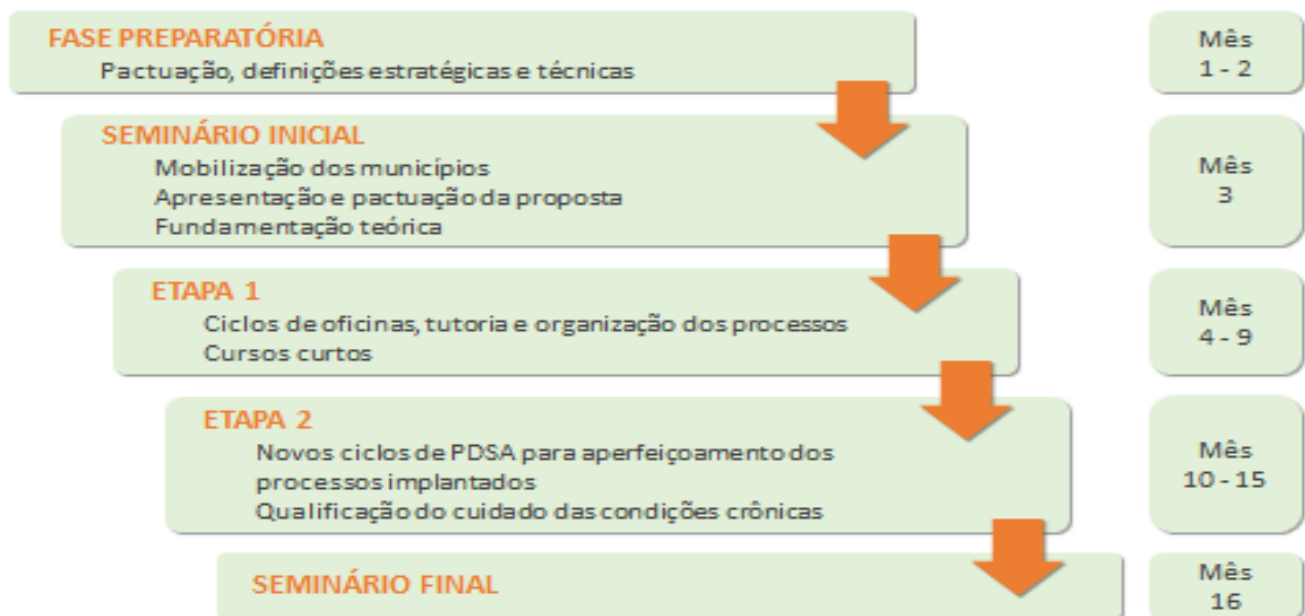 FASE PREPARATÓRIA
Pactuação, definições estratégicas e técnicas
Mês
1 - 2
SEMINÁRIO INICIAL
Mobilização dos municípios
Apresentação e pactuação da proposta
Fundamentação teórica
Mês
3
ETAPA 1
Ciclos de oficinas, tutoria e organização dos processos
Cursos curtos
Mês
4 - 9
ETAPA 2
Novos ciclos de PDSA para aperfeiçoamento dos
processos implantados
Qualificação do cuidado das condições crônicas
Mês
10 - 15
SEMINÁRIO FINAL
Mês
16